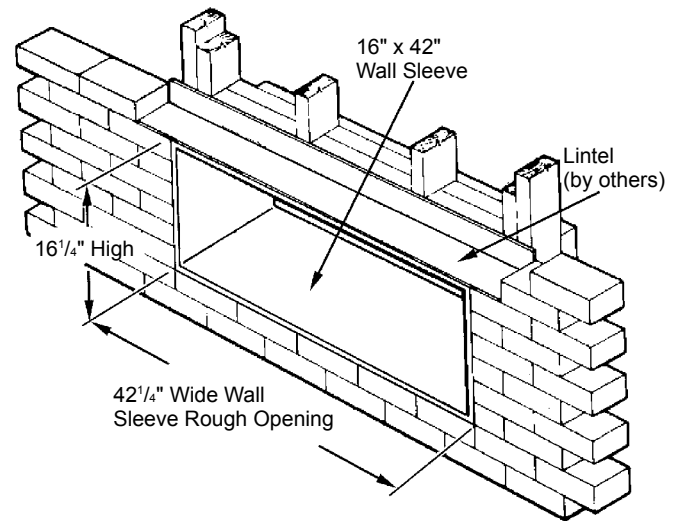 16" x 42"
Wall Sleeve
Lintel
(by others)
16¹/₄" High
42¹/₄" Wide Wall
Sleeve Rough Opening